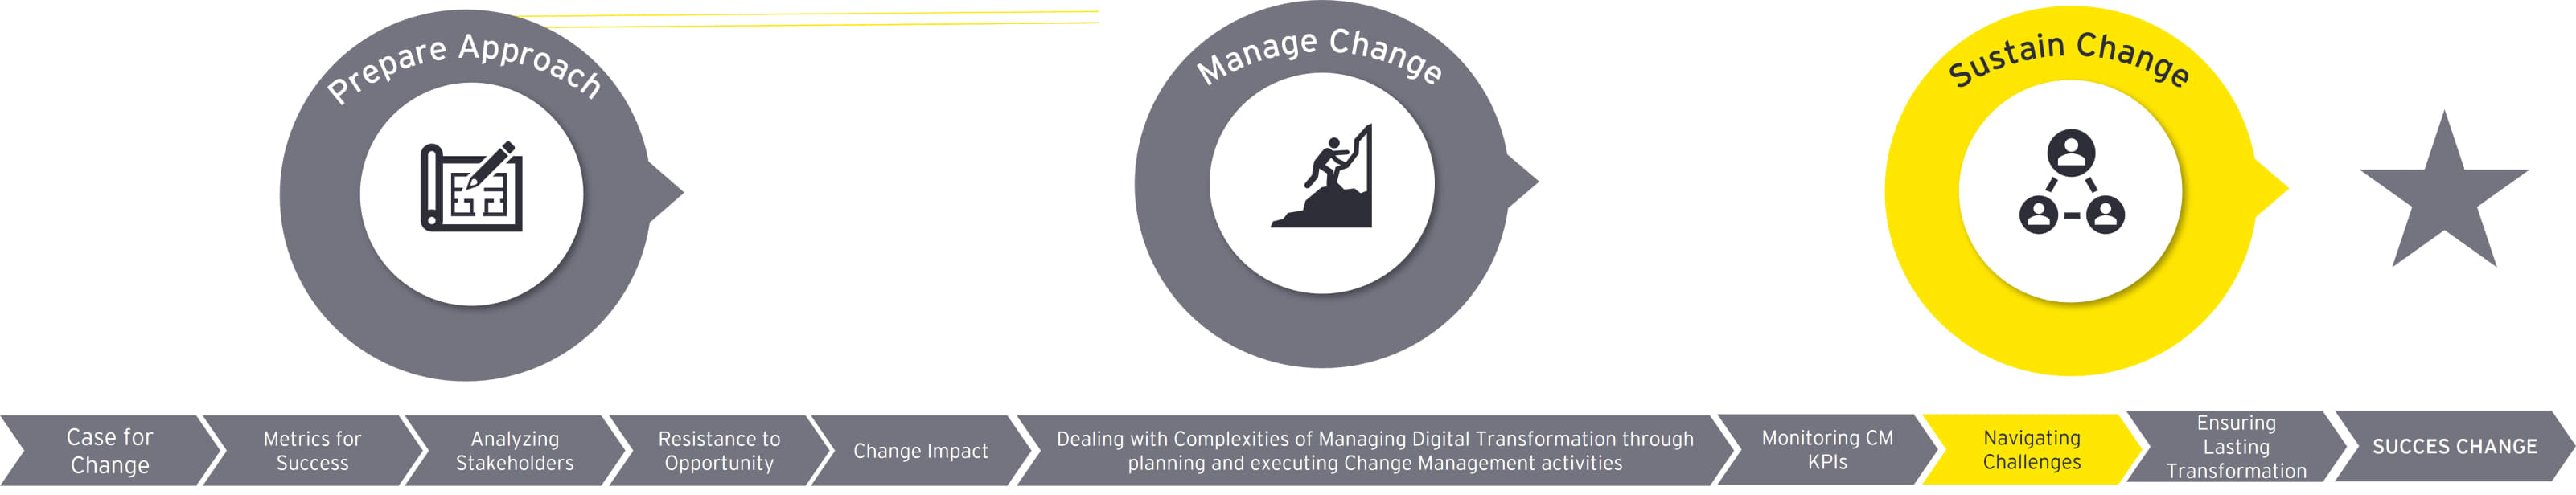 Prepare Approach
Manage Change
Sustain Change
Case for
Change
Metrics for
Success
Analyzing
Stakeholders
Resistance to
Opportunity
Change Impact
Dealing with Complexities of Managing Digital Transformation through
planning and executing Change Management activities
Monitoring CM
KPIs
Navigating
Challenges
Ensuring
Lasting
Transformation
SUCCES CHANGE